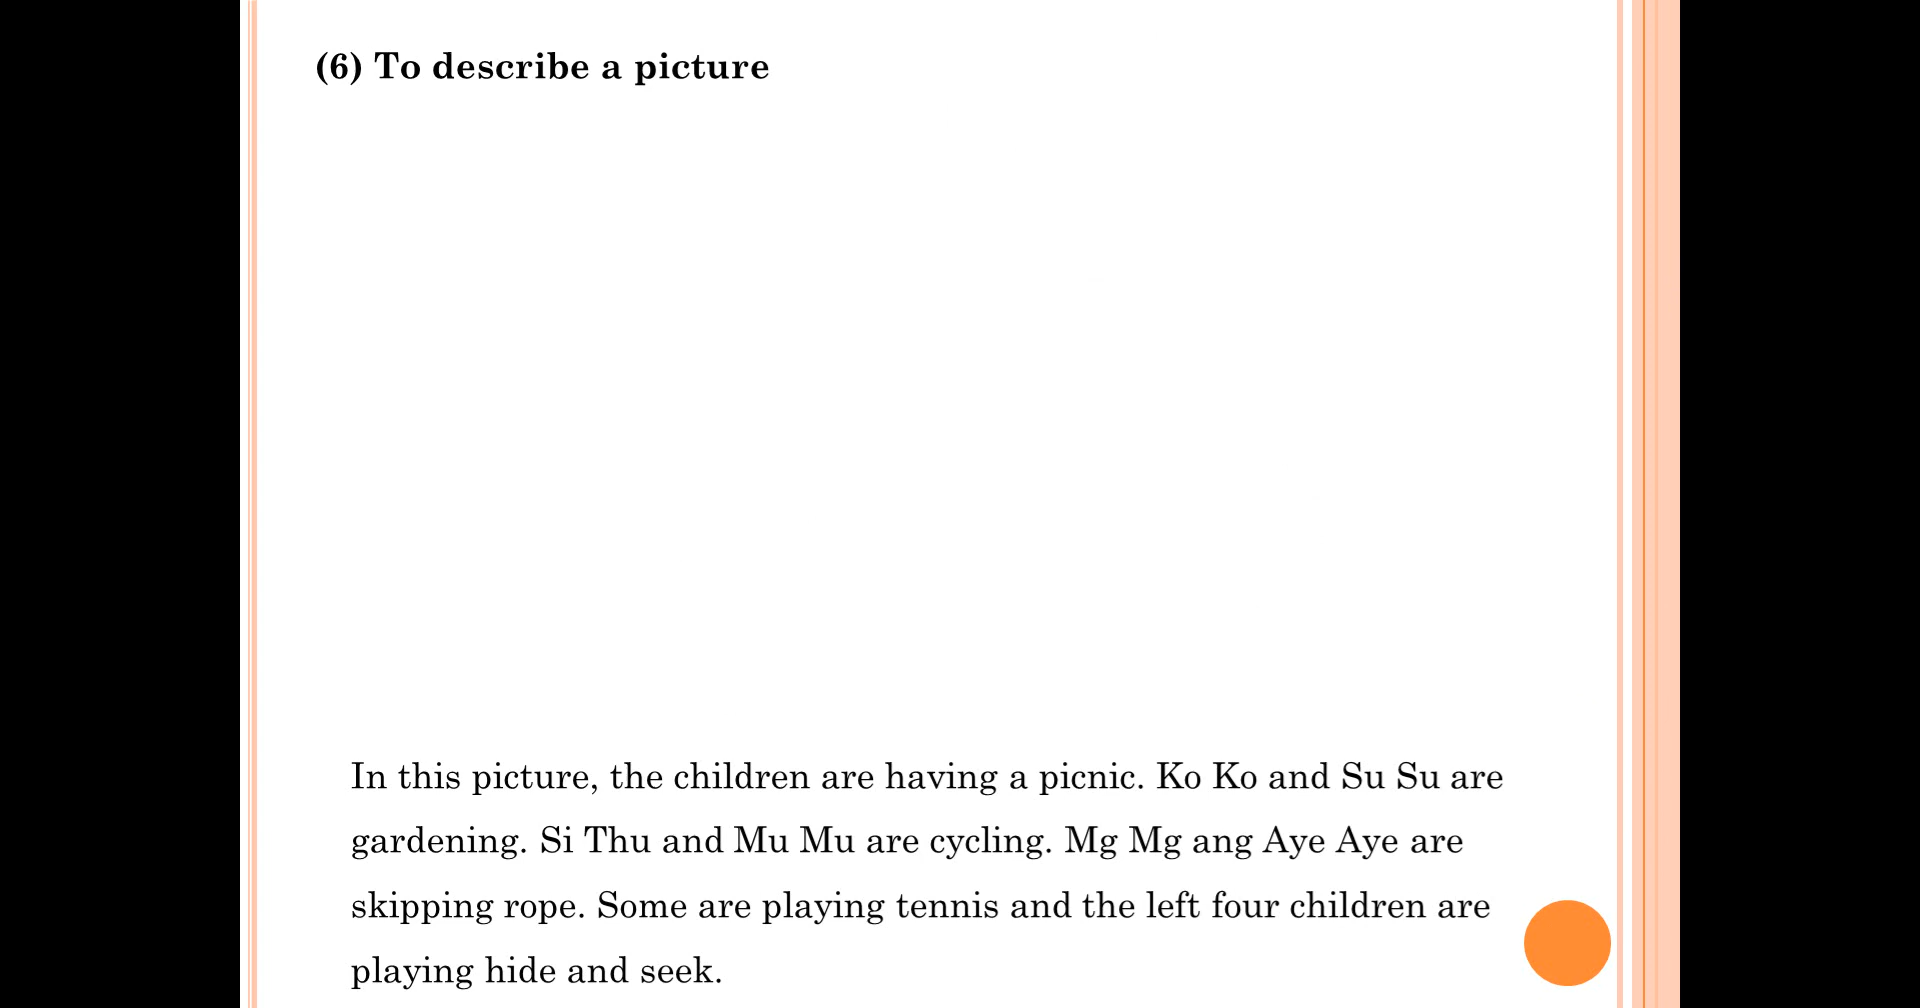 (6) To describe a picture
In this picture, the children are having a picnic. Ko Ko and Su Su are
gardening. Si Thu and Mu Mu are cycling. Mg Mg ang Aye Aye are
skipping rope. Some are playing tennis and the left four children are
playing hide and seek.